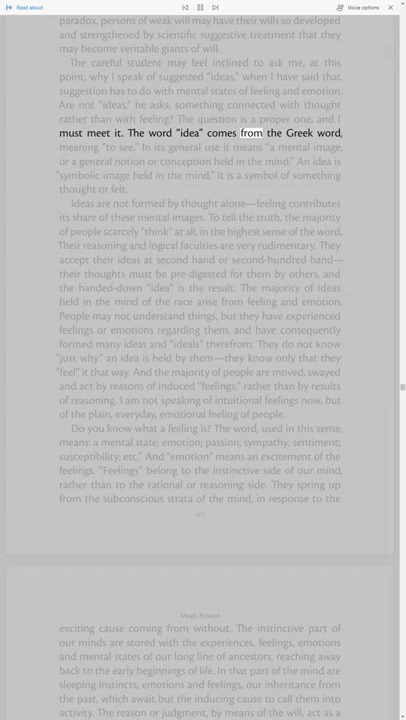 Read aloud
Voice options
paradox, persons of weak will may have their wills so developed
and strengthened by scientific suggestive treatment that they
may become veritable giants of will.
The careful student may feel inclined to ask me, at this
point, why I speak of suggested "ideas," when I have said that
suggestion has to do with mental states of feeling and emotion.
Are not "ideas," he asks, something connected with thought
rather than with feeling? The question is a proper one, and I
must meet it. The word "idea" comes from the Greek word,
meaning "to see." In its general use it means "a mental image,
or a general notion or conception held in the mind." An idea is
"symbolic image held in the mind." It is a symbol of something
thought or felt.
Ideas are not formed by thought alone—feeling contributes
its share of these mental images. To tell the truth, the majority
of people scarcely "think" at all, in the highest sense of the word.
Their reasoning and logical faculties are very rudimentary. They
accept their ideas at second hand or second-hundred hand—
their thoughts must be pre-digested for them by others, and
the handed-down "idea" is the result. The majority of ideas
held in the mind of the race arise from feeling and emotion.
People may not understand things, but they have experienced
feelings or emotions regarding them, and have consequently
formed many ideas and "ideals" therefrom. They do not know
"just why" an idea is held by them—they know only that they
"feel" it that way. And the majority of people are moved, swayed
and act by reasons of induced "feelings," rather than by results
of reasoning. I am not speaking of intuitional feelings now, but
of the plain, everyday, emotional feeling of people.
Do you know what a feeling is? The word, used in this sense,
means: a mental state; emotion; passion; sympathy, sentiment;
susceptibility; etc." And "emotion" means an excitement of the
feelings. "Feelings" belong to the instinctive side of our mind,
rather than to the rational or reasoning side. They spring up
from the subconscious strata of the mind, in response to the
177
Mind-Power
exciting cause coming from without. The instinctive part of
our minds are stored with the experiences, feelings, emotions
and mental states of our long line of ancestors, reaching away
back to the early beginnings of life. In that part of the mind are
sleeping instincts, emotions and feelings, our inheritance from
the past, which await but the inducing cause to call them into
activity. The reason or judgment, by means of the will, act as a